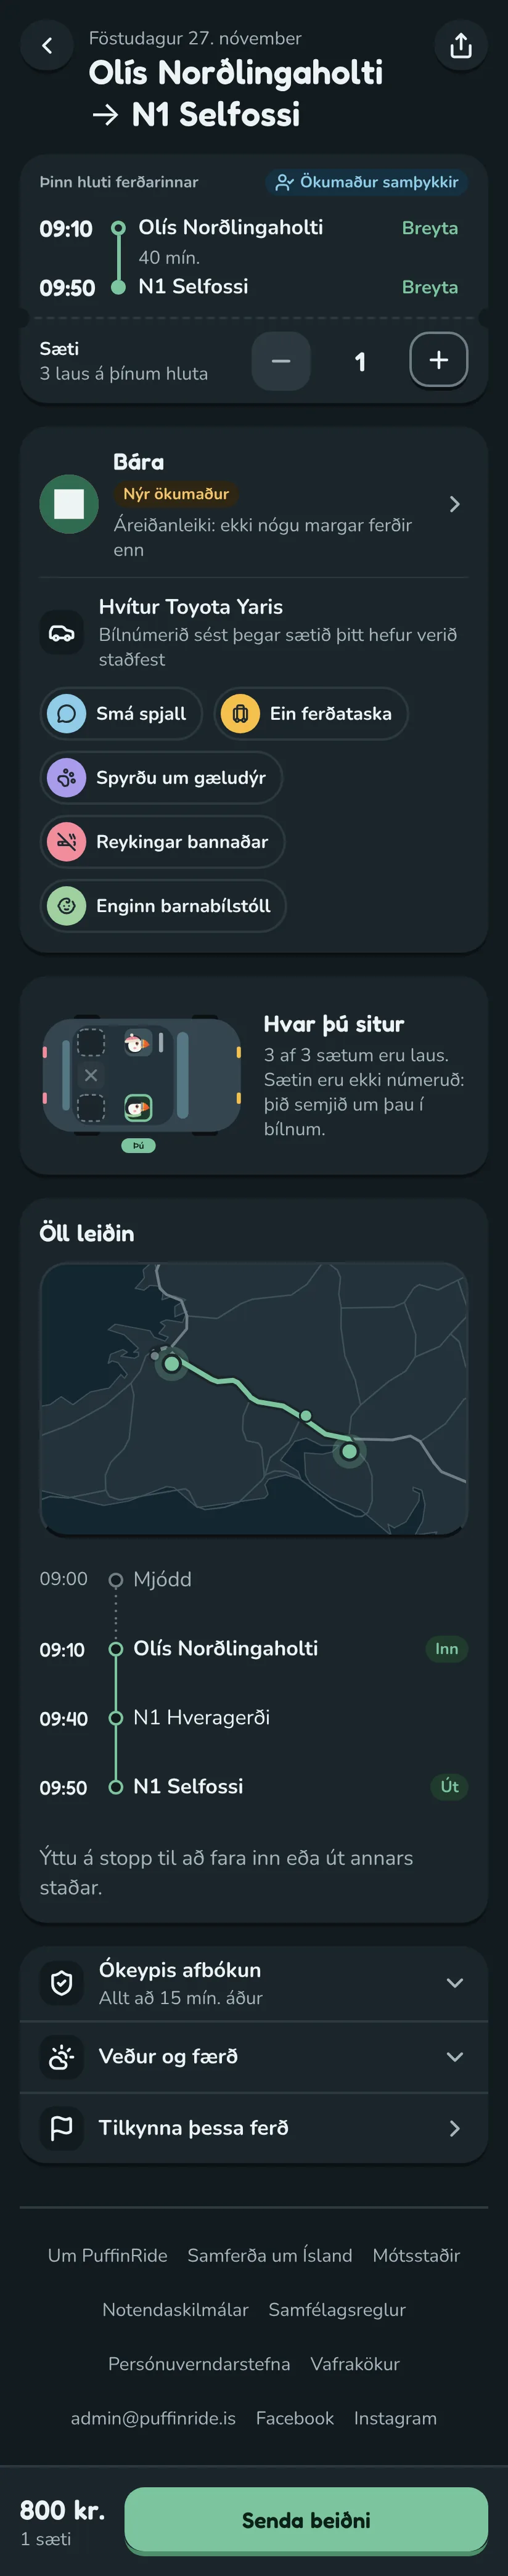 Föstudagur 27. nóvember
Olís Norðlingaholti
→ N1 Selfossi
Þinn hluti ferðarinnar
Ökumaður samþykkir
09:10 Olís Norðlingaholti Breyta
40 mín.
09:50 N1 Selfossi Breyta
Sæti
3 laus á þínum hluta
1
Bára
Nýr ökumaður
Áreiðanleiki: ekki nógu margar ferðir
enn
Hvítur Toyota Yaris
Bílnúmerið sést þegar sætið þitt hefur verið
staðfest
Smá spjall
Ein ferðataska
Spyrðu um gæludýr
Reykingar bannaðar
Enginn barnabílstóll
Hvar þú situr
3 af 3 sætum eru laus.
Sætin eru ekki númeruð:
þið semjið um þau í
bílnum.
Þú
Öll leiðin
09:00 Mjódd
09:10 Olís Norðlingaholti Inn
09:40 N1 Hveragerði
09:50 N1 Selfossi Út
Ýttu á stopp til að fara inn eða út annars
staðar.
Ókeypis afbókun
Allt að 15 mín. áður
Veður og færð
Tilkynna þessa ferð
Um PuffinRide Samferða um Ísland Mótsstaðir
Notendaskilmálar Samfélagsreglur
Persónuverndarstefna Vafrakökur
admin@puffinride.is Facebook Instagram
800 kr.
1 sæti
Senda beiðni